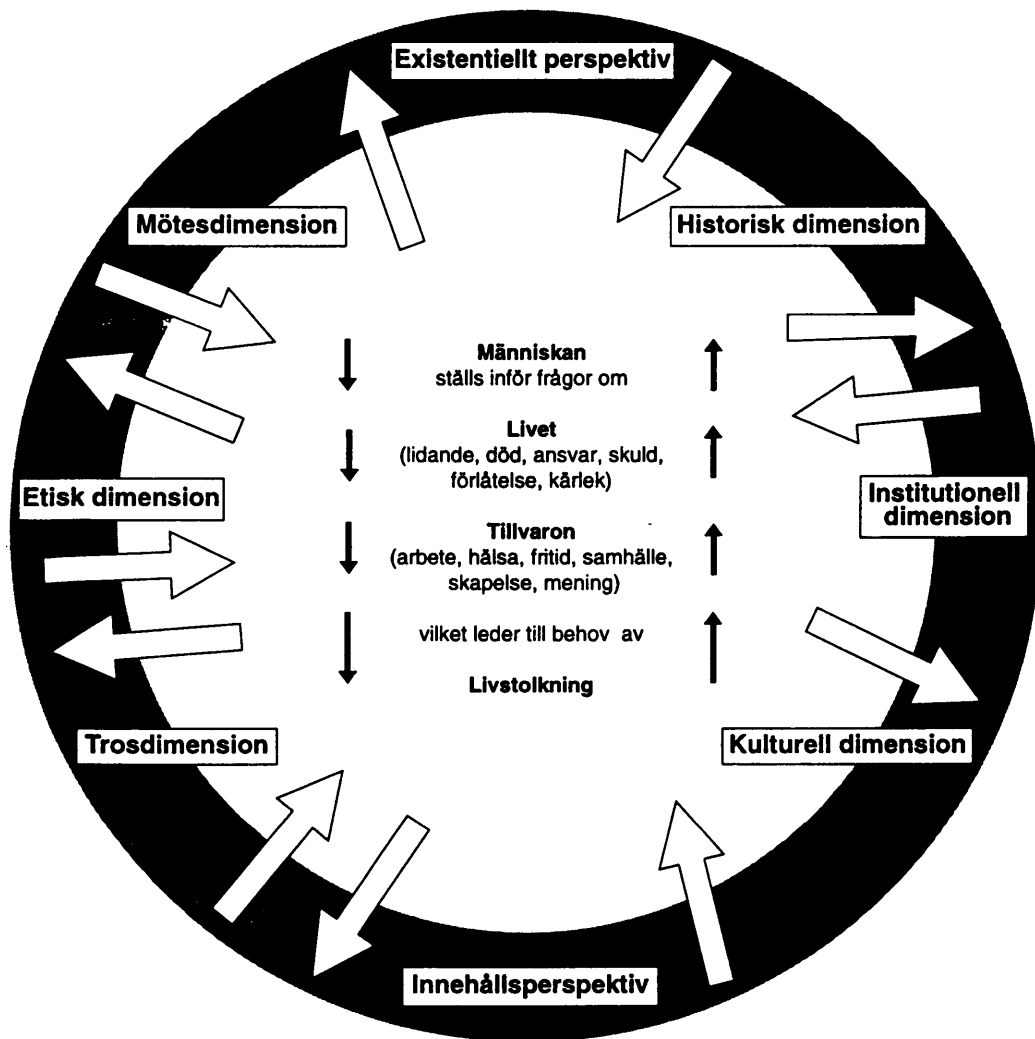 Existentiellt perspektiv
Mötesdimension
Historisk dimension
Människan
ställs inför frågor om
Livet
(lidande, död, ansvar, skuld,
förlåtelse, kärlek)
Etisk dimension
Institutionell
dimension
Tillvaron
(arbete, hälsa, fritid, samhälle,
skapelse, mening)
vilket leder till behov av
Livstolkning
Trosdimension
Kulturell dimension
Innehållsperspektiv